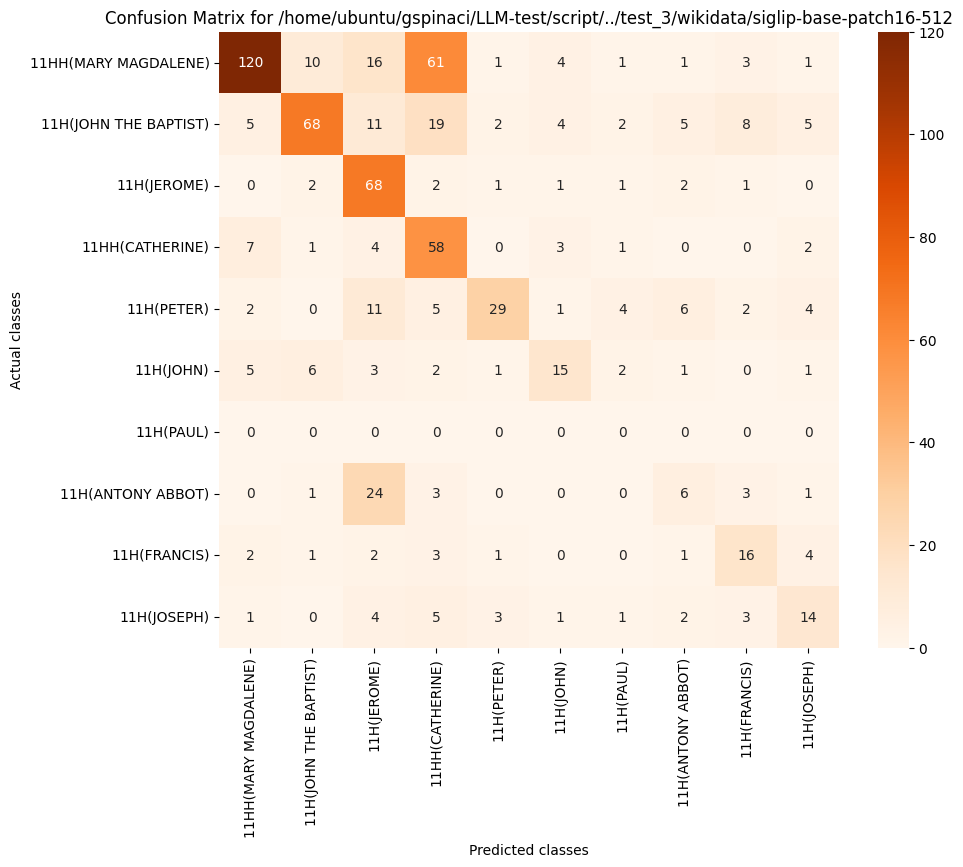 Confusion Matrix for /home/ubuntu/gspinaci/LLM-test/script/../test_3/wikidata/siglip-base-patch16-512
Actual classes
11HH(MARY MAGDALENE) 120 10 16 61 1 4 1 1 3 1
11H(JOHN THE BAPTIST) 5 68 11 19 2 4 2 5 8 5
11H(JEROME) 0 2 68 2 1 1 1 2 1 0
11HH(CATHERINE) 7 1 4 58 0 3 1 0 0 2
11H(PETER) 2 0 11 5 29 1 4 6 2 4
11H(JOHN) 5 6 3 2 1 15 2 1 0 1
11H(PAUL) 0 0 0 0 0 0 0 0 0 0
11H(ANTONY ABBOT) 0 1 24 3 0 0 0 6 3 1
11H(FRANCIS) 2 1 2 3 1 0 0 1 16 4
11H(JOSEPH) 1 0 4 5 3 1 1 2 3 14
11HH(MARY MAGDALENE)
11H(JOHN THE BAPTIST)
11H(JEROME)
11HH(CATHERINE)
11H(PETER)
11H(JOHN)
11H(PAUL)
11H(ANTONY ABBOT)
11H(FRANCIS)
11H(JOSEPH)
Predicted classes
120
100
80
60
40
20
0